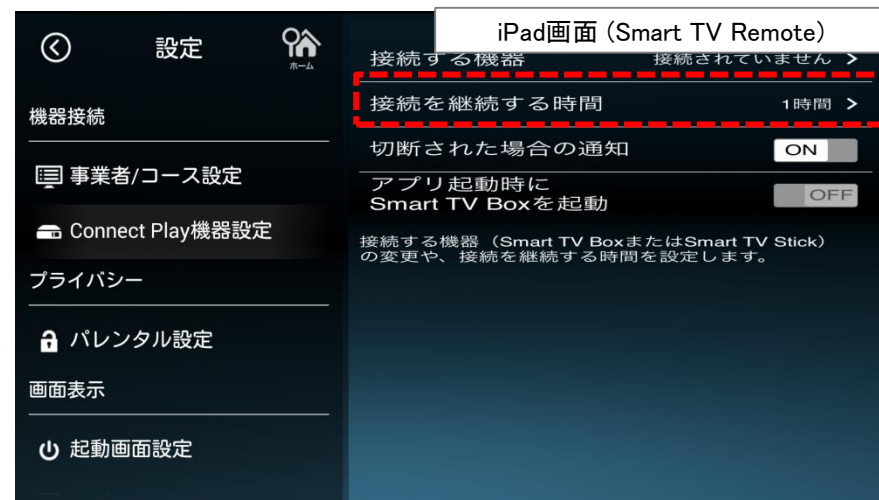 iPad画面（Smart TV Remote）
設定
ホーム
機器接続
事業者/コース設定
Connect Play機器設定
プライバシー
パレンタル設定
画面表示
起動画面設定
接続する機器 接続されていません >
接続を継続する時間 1時間 >
切断された場合の通知 ON
アプリ起動時に
Smart TV Boxを起動 OFF
接続する機器（Smart TV BoxまたはSmart TV Stick）
の変更や、接続を継続する時間を設定します。